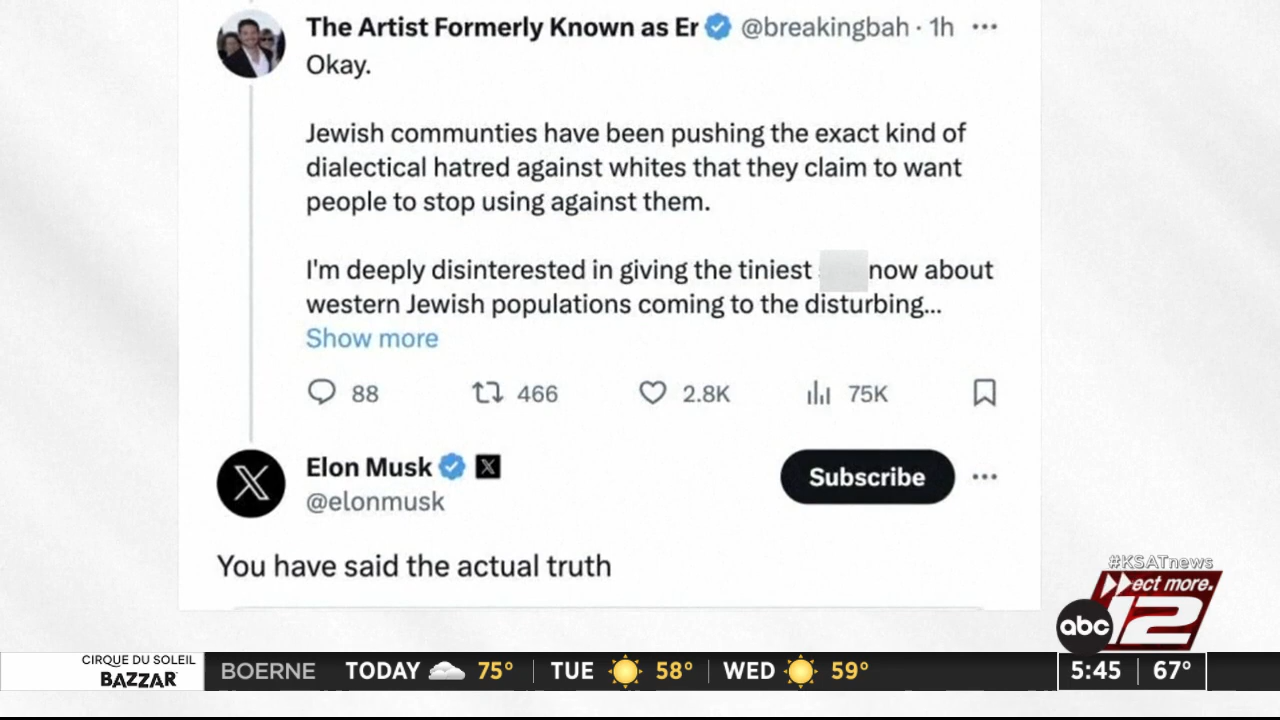 The Artist Formerly Known as Er @breakingbah · 1h ···
Okay.
Jewish communties have been pushing the exact kind of
dialectical hatred against whites that they claim to want
people to stop using against them.
I'm deeply disinterested in giving the tiniest now about
western Jewish populations coming to the disturbing...
Show more
88 466 2.8K 75K
Elon Musk
@elonmusk
Subscribe ···
You have said the actual truth
#KSATnews
ect more.
abc 12
CIRQUE DU SOLEIL
BAZZAR
BOERNE TODAY 75° TUE 58° WED 59°
5:45 67°